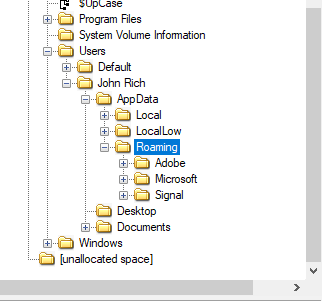 $UpCase
Program Files
System Volume Information
Users
Default
John Rich
AppData
Local
LocalLow
Roaming
Adobe
Microsoft
Signal
Desktop
Documents
Windows
[unallocated space]